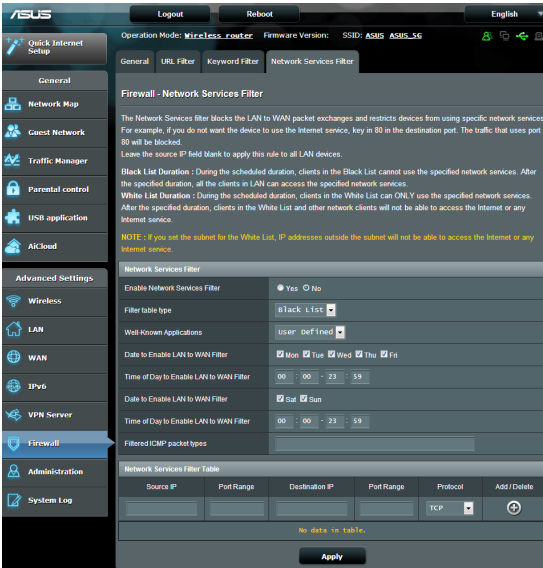 ASUS
Logout
Reboot
English
Quick Internet Setup
Operation Mode: Wireless router Firmware Version: SSID: ASUS ASUS_5G
General
URL Filter
Keyword Filter
Network Services Filter
General
Network Map
Guest Network
Traffic Manager
Parental control
USB application
AiCloud
Advanced Settings
Wireless
LAN
WAN
IPv6
VPN Server
Firewall
Administration
System Log
Firewall - Network Services Filter
The Network Services filter blocks the LAN to WAN packet exchanges and restricts devices from using specific network services.
For example, if you do not want the device to use the Internet service, key in 80 in the destination port. The traffic that uses port
80 will be blocked.
Leave the source IP field blank to apply this rule to all LAN devices.
Black List Duration : During the scheduled duration, clients in the Black List cannot use the specified network services. After
the specified duration, all the clients in LAN can access the specified network services.
White List Duration : During the scheduled duration, clients in the White List can ONLY use the specified network services.
After the specified duration, clients in the White List and other network clients will not be able to access the Internet or any
Internet service.
NOTE : If you set the subnet for the White List, IP addresses outside the subnet will not be able to access the Internet or any
Internet service.
Network Services Filter
Enable Network Services Filter Yes No
Filter table type Black List
Well-Known Applications User Defined
Date to Enable LAN to WAN Filter Mon Tue Wed Thu Fri
Time of Day to Enable LAN to WAN Filter 00 : 00 - 23 : 59
Date to Enable LAN to WAN Filter Sat Sun
Time of Day to Enable LAN to WAN Filter 00 : 00 - 23 : 59
Filtered ICMP packet types
Network Services Filter Table
Source IP Port Range Destination IP Port Range Protocol Add / Delete
TCP
No data in table.
Apply